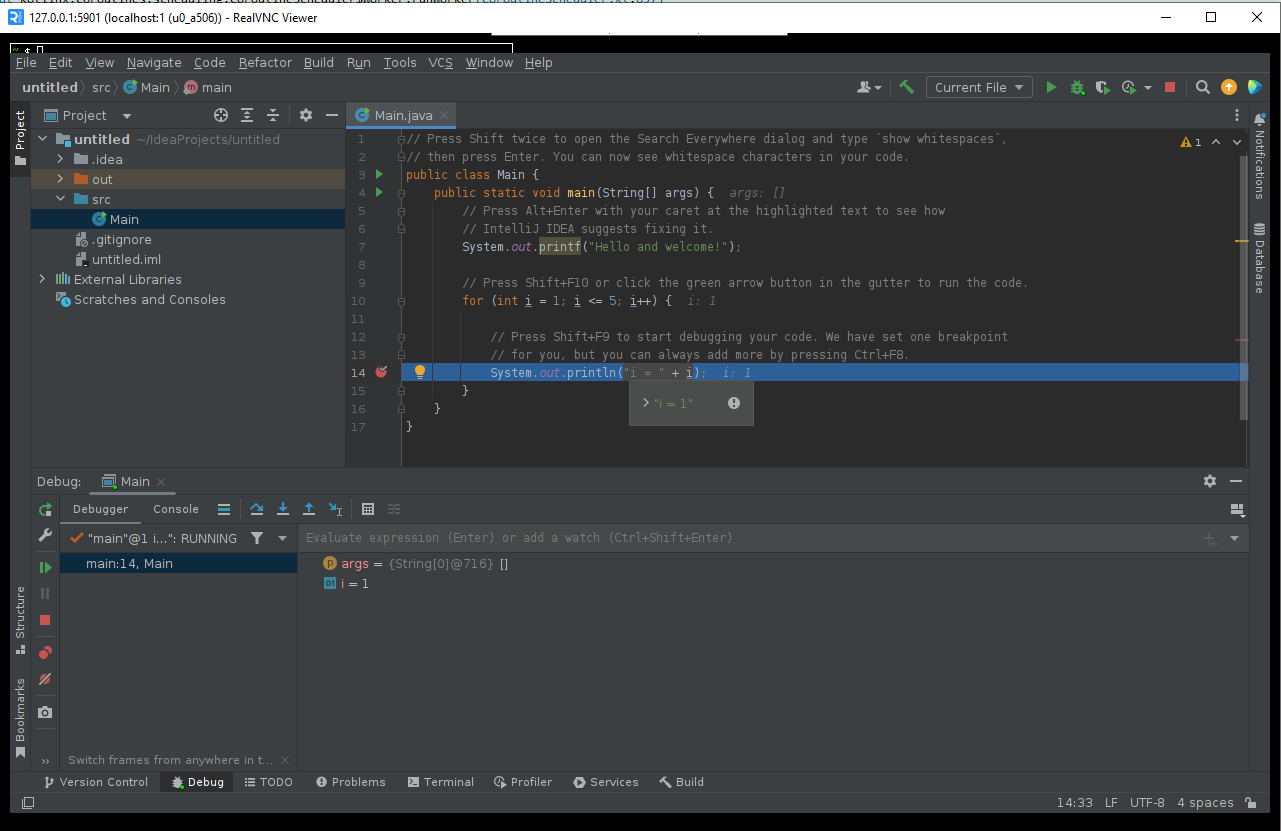 127.0.0.1:5901 (localhost:1 (u0_a506)) - RealVNC Viewer
~ $
File Edit View Navigate Code Refactor Build Run Tools VCS Window Help
untitled src Main main
Current File
Project
Main.java
Project
Notifications
Database
Structure
Bookmarks
untitled ~/IdeaProjects/untitled
.idea
out
src
Main
.gitignore
untitled.iml
External Libraries
Scratches and Consoles
1 // Press Shift twice to open the Search Everywhere dialog and type `show whitespaces`,
1
2 // then press Enter. You can now see whitespace characters in your code.
3 public class Main {
4 public static void main(String[] args) { args: []
5 // Press Alt+Enter with your caret at the highlighted text to see how
6 // IntelliJ IDEA suggests fixing it.
7 System.out.printf("Hello and welcome!");
8
9 // Press Shift+F10 or click the green arrow button in the gutter to run the code.
10 for (int i = 1; i <= 5; i++) { i: 1
11
12 // Press Shift+F9 to start debugging your code. We have set one breakpoint
13 // for you, but you can always add more by pressing Ctrl+F8.
14 System.out.println("i = " + i); i: 1
15 }
"i = 1"
16 }
17 }
Debug: Main
Debugger Console
"main"@1 i...": RUNNING
Evaluate expression (Enter) or add a watch (Ctrl+Shift+Enter)
main:14, Main
args = {String[0]@716} []
i = 1
Switch frames from anywhere in t...
Version Control Debug TODO Problems Terminal Profiler Services Build
14:33 LF UTF-8 4 spaces